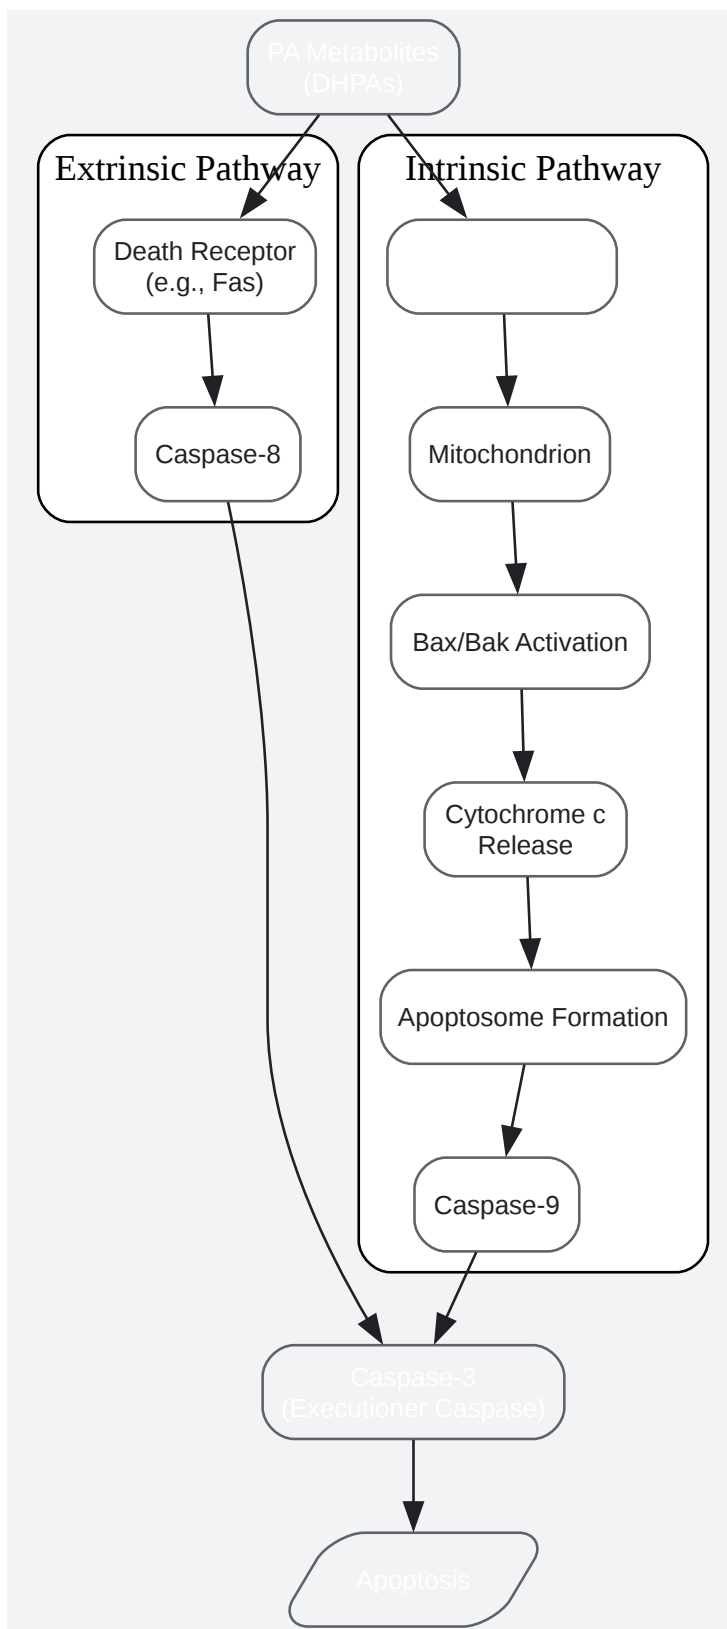 PA Metabolites
(DHPAs)
Extrinsic Pathway
Intrinsic Pathway
Death Receptor
(e.g., Fas)
Caspase-8
Mitochondrion
Bax/Bak Activation
Cytochrome c
Release
Apoptosome Formation
Caspase-9
Caspase-3
(Executioner Caspase)
Apoptosis